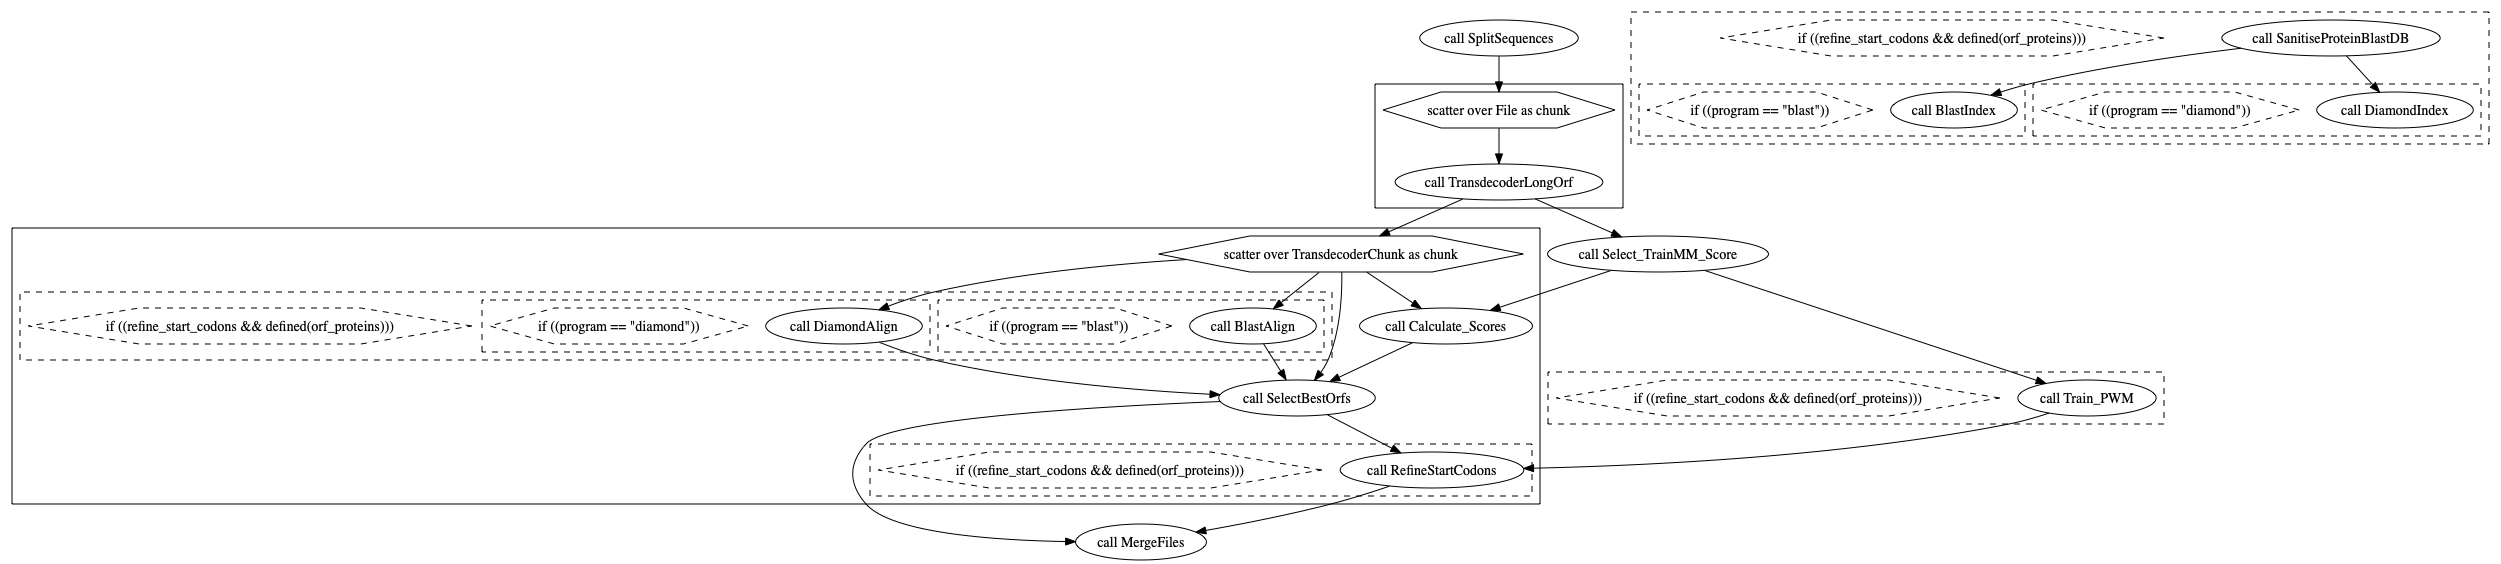 call SplitSequences
if ((refine_start_codons && defined(orf_proteins)))
call SanitiseProteinBlastDB
scatter over File as chunk
if ((program == "blast"))
call BlastIndex
if ((program == "diamond"))
call DiamondIndex
call TransdecoderLongOrf
scatter over TransdecoderChunk as chunk
call Select_TrainMM_Score
if ((refine_start_codons && defined(orf_proteins)))
if ((program == "diamond"))
call DiamondAlign
if ((program == "blast"))
call BlastAlign
call Calculate_Scores
call SelectBestOrfs
if ((refine_start_codons && defined(orf_proteins)))
call Train_PWM
if ((refine_start_codons && defined(orf_proteins)))
call RefineStartCodons
call MergeFiles